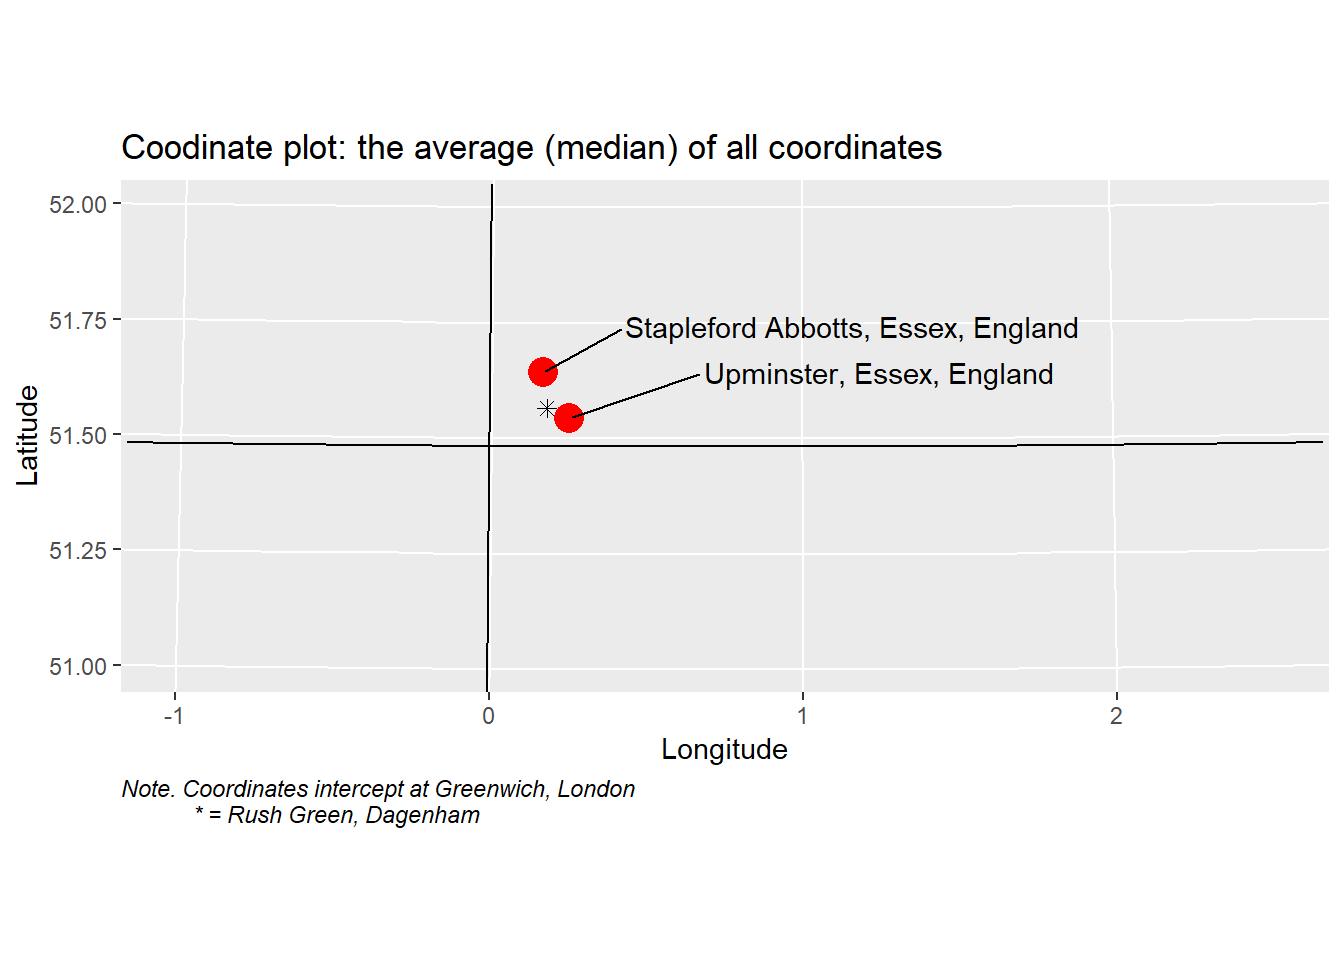 Coodinate plot: the average (median) of all coordinates
52.00
51.75
51.50
51.25
51.00
Latitude
Stapleford Abbotts, Essex, England
Upminster, Essex, England
-1
0
1
2
Longitude
Note. Coordinates intercept at Greenwich, London
* = Rush Green, Dagenham